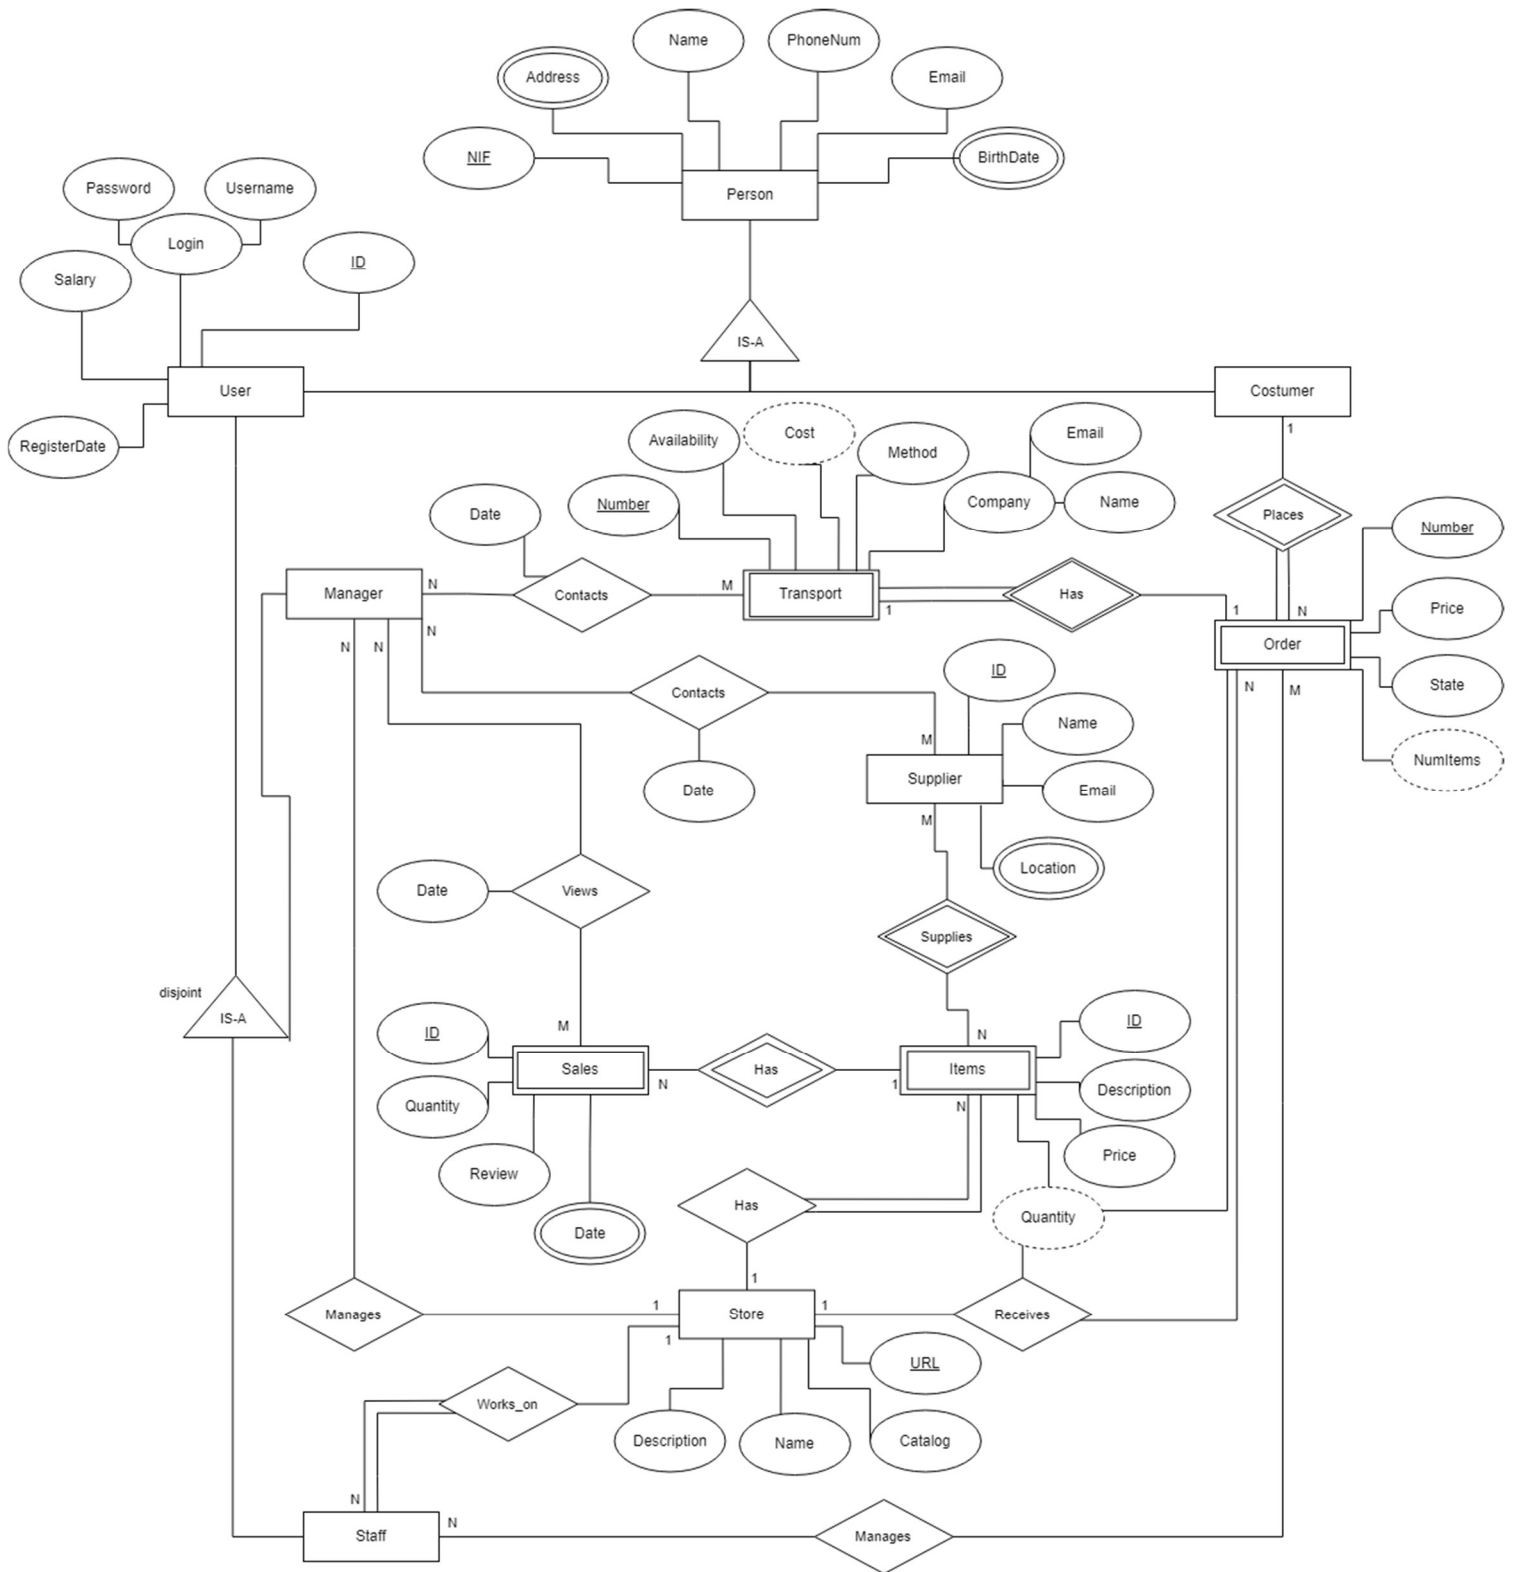 Name
PhoneNum
Address
Email
NIF
BirthDate
Person
Password
Username
Login
ID
Salary
IS-A
User
Costumer
RegisterDate
1
Cost
Email
Availability
Method
Company
Name
Number
Date
Places
Number
Manager
N
Contacts
M
Transport
1
Has
1
N
Price
N
Order
N
N
ID
State
N
M
Contacts
Name
M
NumItems
Supplier
Date
Email
M
Location
Date
Views
Supplies
disjoint
IS-A
M
ID
N
ID
Sales
N
Has
1
Items
Quantity
N
Description
Review
Price
Has
Quantity
Date
1
Manages
1
Store
1
Receives
1
URL
Works_on
Description
Name
Catalog
N
Staff
N
Manages